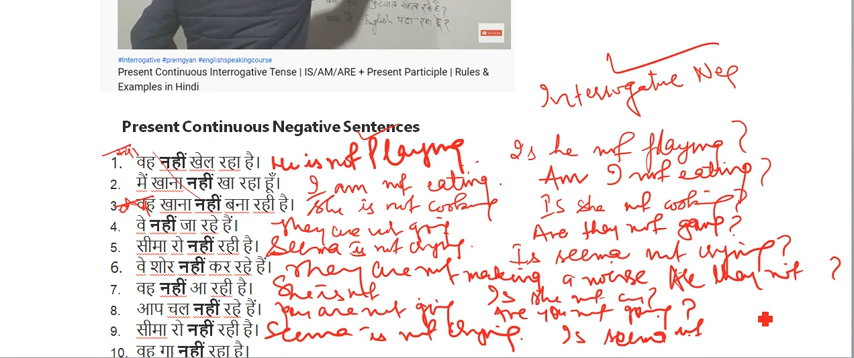 English पढ़ा रहा हूँ?
#Interrogative #premgyan #englishspeakingcourse
Present Continuous Interrogative Tense | IS/AM/ARE + Present Participle | Rules &
Examples in Hindi
Interrogative Neg
Present Continuous Negative Sentences
1. वह नहीं खेल रहा है। He is not Playing. Is he not playing?
2. मैं खाना नहीं खा रहा हूँ। I am not eating. Am I not eating?
3. वह खाना नहीं बना रही है। She is not cooking Is she not cooking?
4. वे नहीं जा रहे हैं। They are not going Are they not going?
5. सीमा रो नहीं रही है। Seema is not crying. Is seema not crying?
6. वे शोर नहीं कर रहे हैं। They are not making a Are they not ?
7. वह नहीं आ रही है। She is not Is she not
8. आप चल नहीं रहे हैं। You are not going Are you not going?
9. सीमा रो नहीं रही है। Seema is not crying. Is seema not
10. वह गा नहीं रहा है।